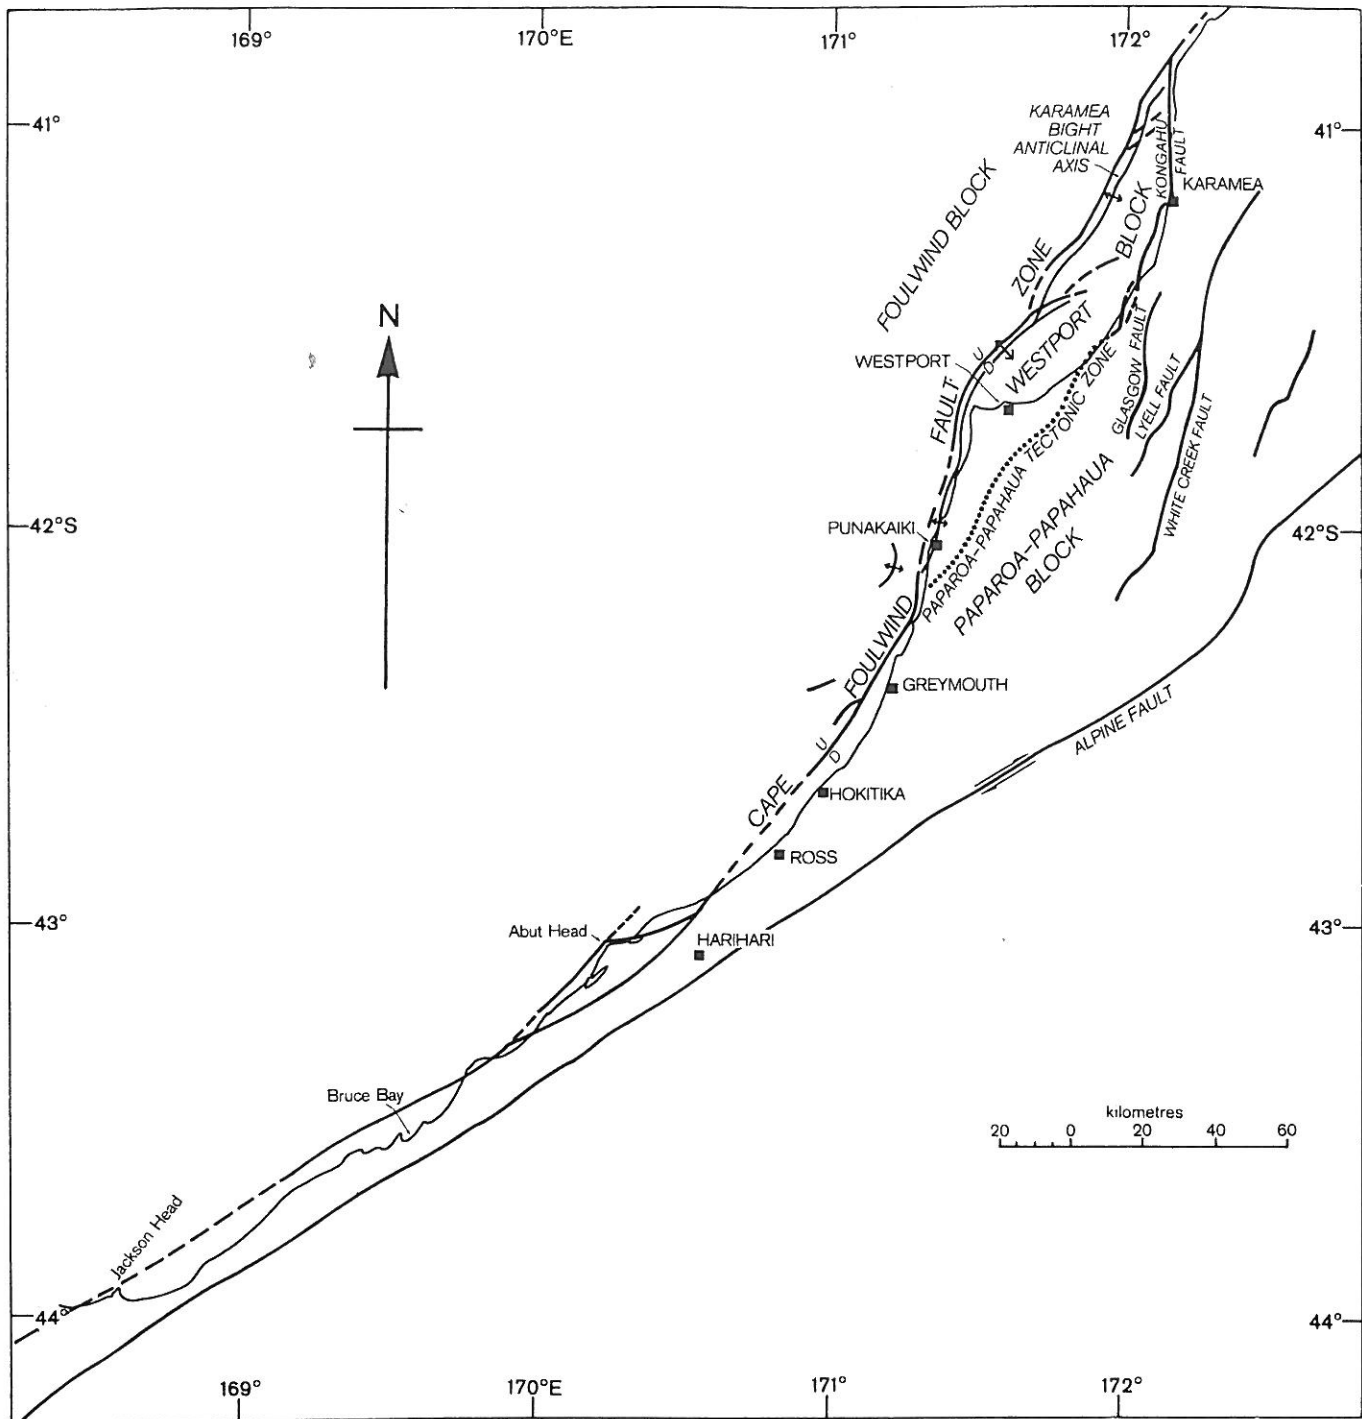 169°
170°E
171°
172°
41°
41°
KARAMEA
BIGHT
ANTICLINAL
AXIS
KONGAHU
FAULT
KARAMEA
FOULWIND BLOCK
ZONE
BLOCK
N
WESTPORT
U
D
WESTPORT
FAULT
GLASGOW FAULT
LYELL FAULT
WHITE CREEK FAULT
42°S
42°S
PUNAKAIKI
PAPAROA-PAPAHAUA TECTONIC ZONE
PAPAROA-PAPAHAUA
BLOCK
FOULWIND
GREYMOUTH
ALPINE FAULT
U
D
CAPE
HOKITIKA
ROSS
43°
43°
Abut Head
HARIHARI
Bruce Bay
kilometres
20 0 20 40 60
Jackson Head
44°
44°
169°
170°E
171°
172°